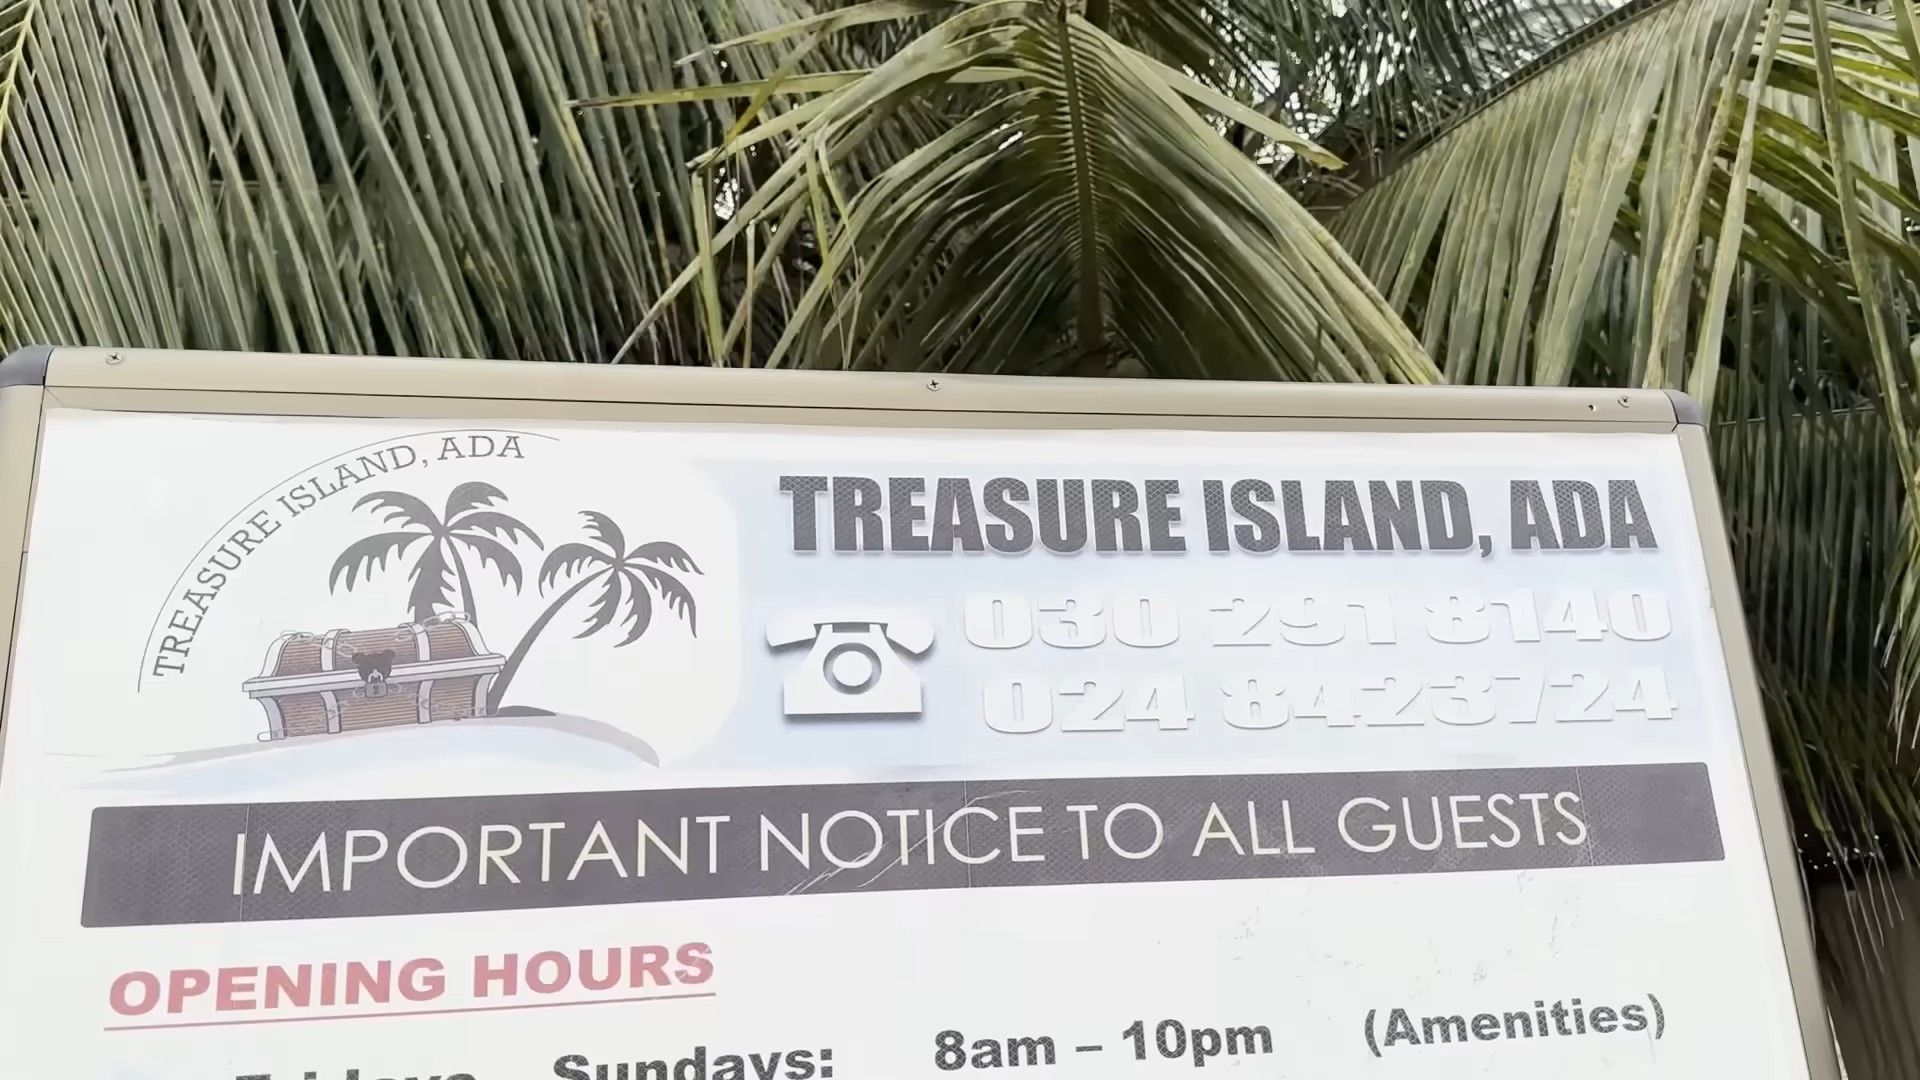 TREASURE ISLAND, ADA
TREASURE ISLAND, ADA
030 291 8140
024 8423724
IMPORTANT NOTICE TO ALL GUESTS
OPENING HOURS
Fridays Sundays: 8am – 10pm (Amenities)